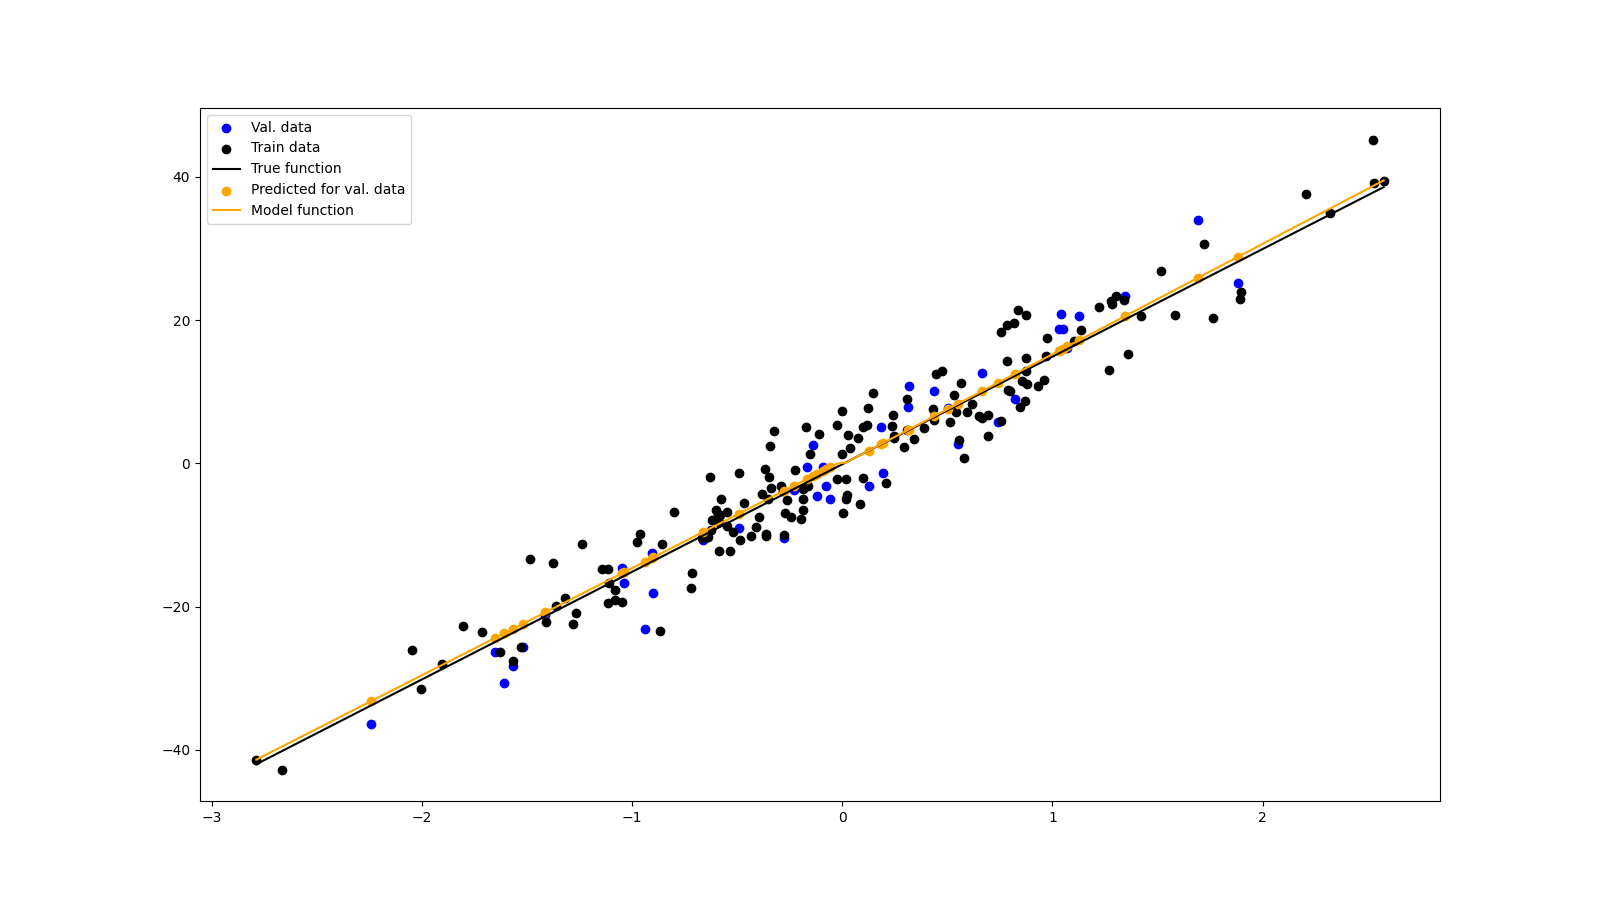 Val. data
Train data
True function
Predicted for val. data
Model function
40
20
0
−20
−40
−3
−2
−1
0
1
2